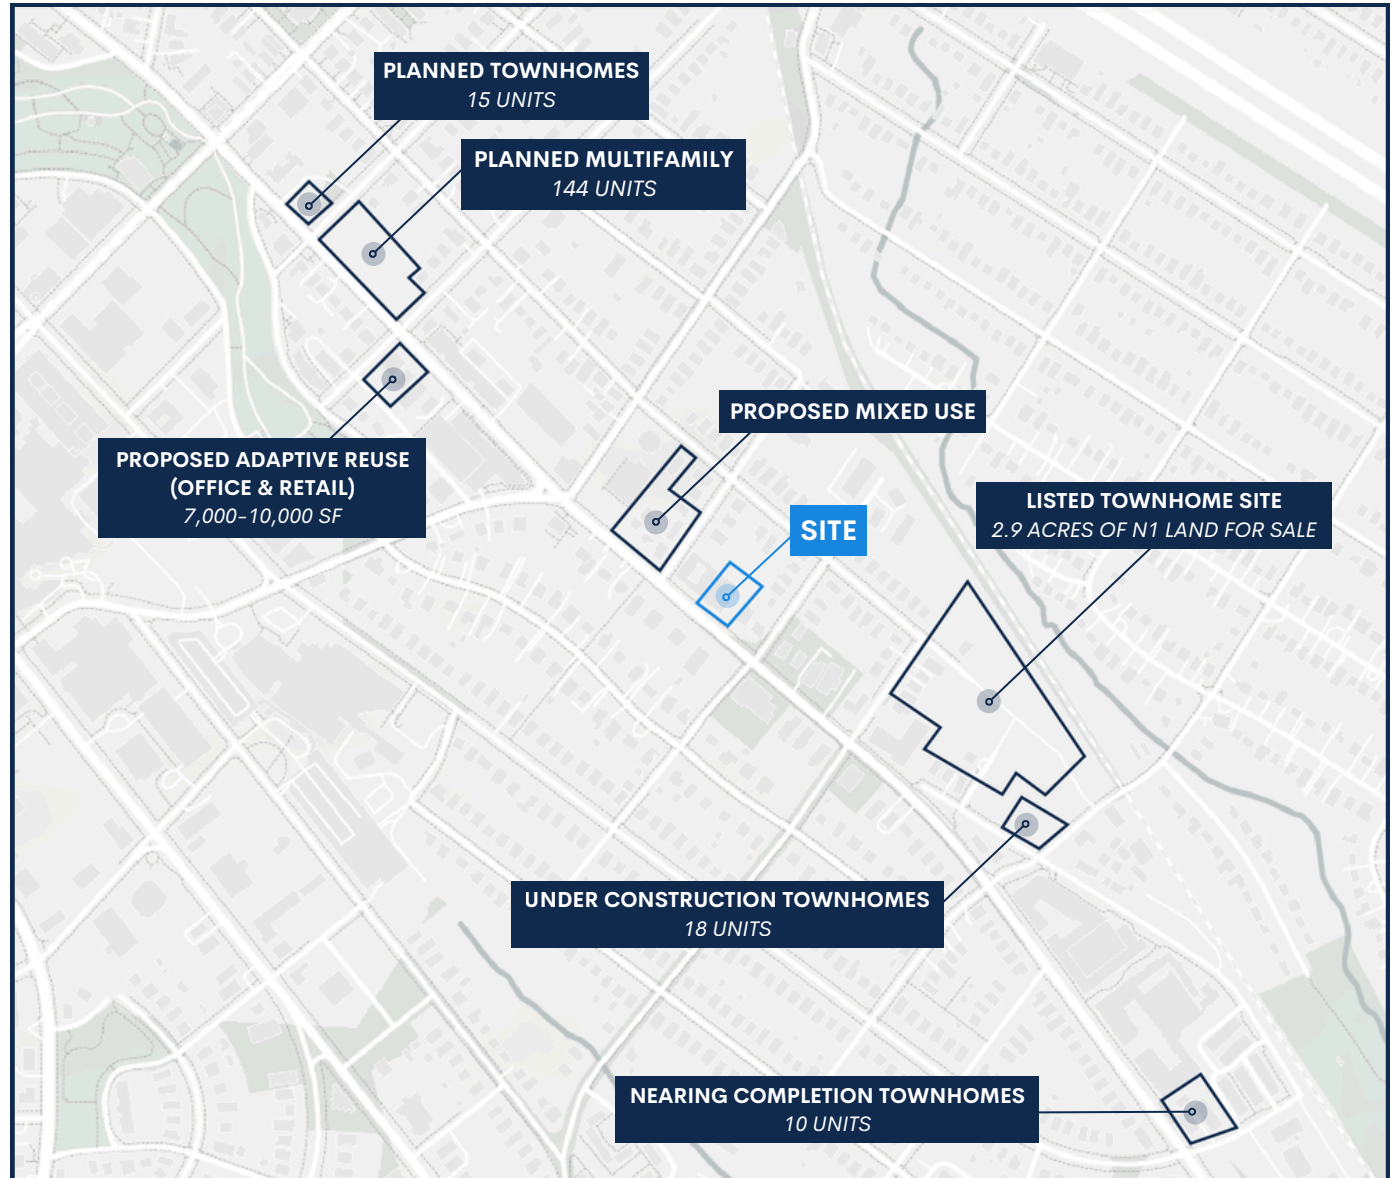 PLANNED TOWNHOMES
15 UNITS
PLANNED MULTIFAMILY
144 UNITS
PROPOSED MIXED USE
PROPOSED ADAPTIVE REUSE
(OFFICE & RETAIL)
7,000-10,000 SF
SITE
LISTED TOWNHOME SITE
2.9 ACRES OF N1 LAND FOR SALE
UNDER CONSTRUCTION TOWNHOMES
18 UNITS
NEARING COMPLETION TOWNHOMES
10 UNITS